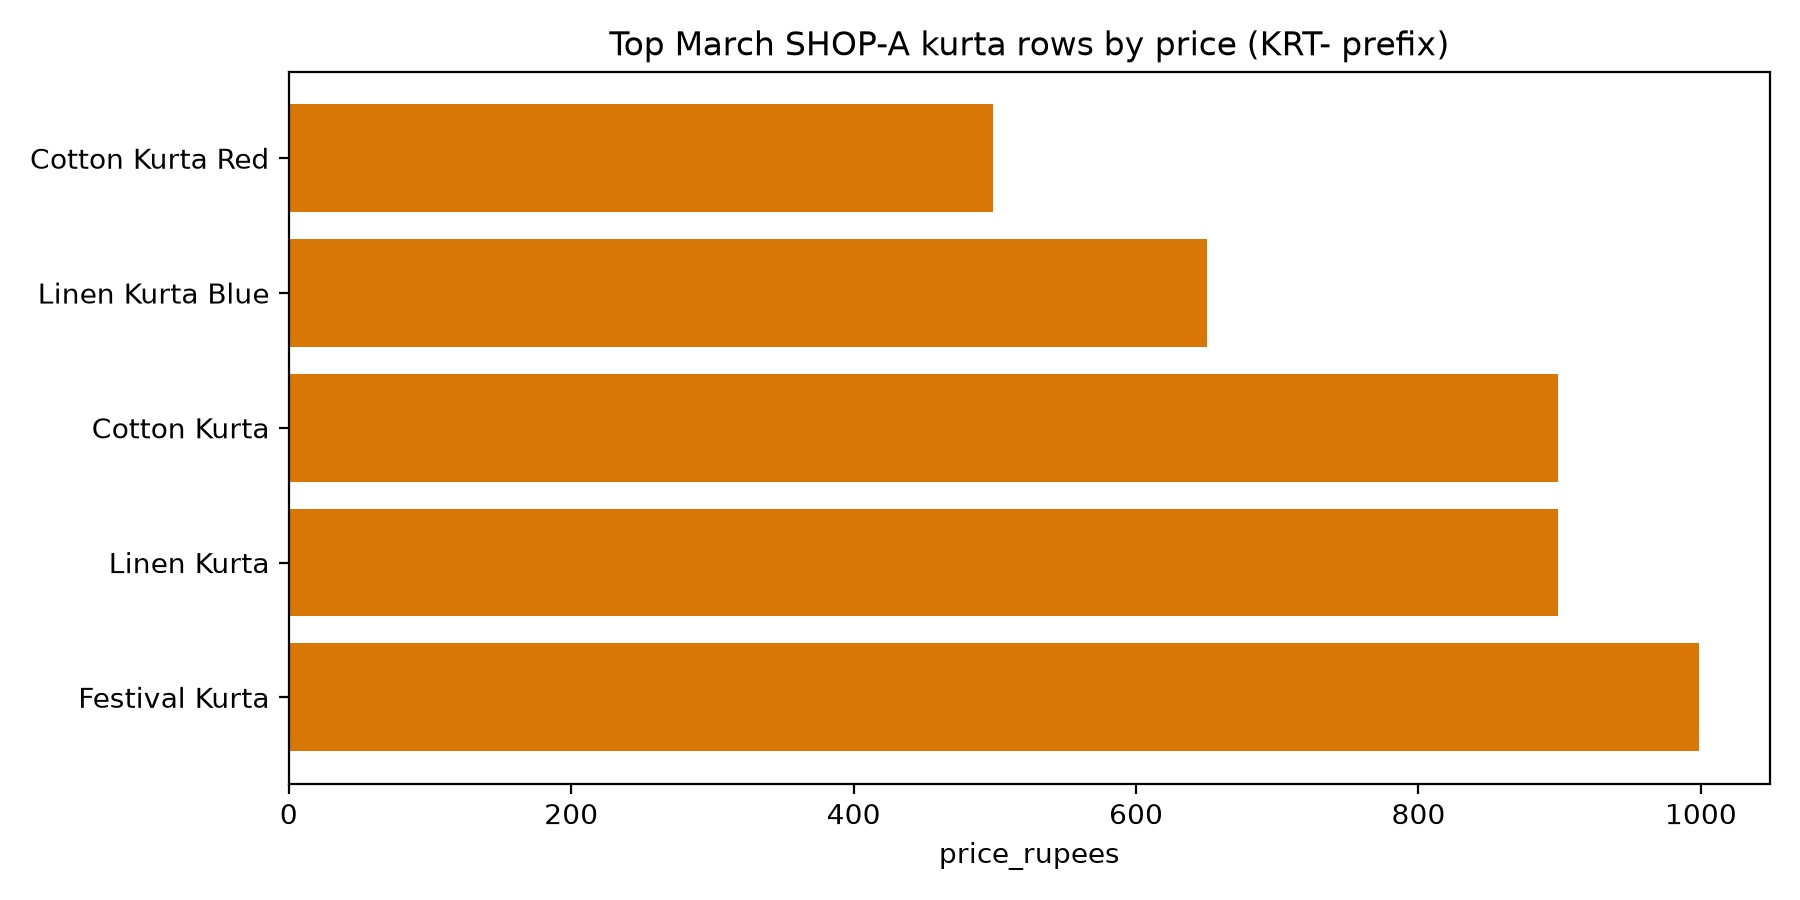 Top March SHOP-A kurta rows by price (KRT- prefix)
Cotton Kurta Red
Linen Kurta Blue
Cotton Kurta
Linen Kurta
Festival Kurta
0 200 400 600 800 1000
price_rupees